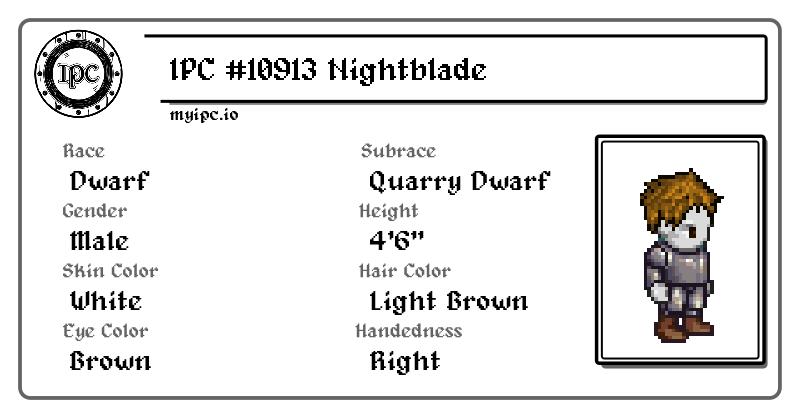 IPC
IPC #10913 Nightblade
myipc.io
Race
Dwarf
Subrace
Quarry Dwarf
Gender
Male
Height
4'6"
Skin Color
White
Hair Color
Light Brown
Eye Color
Brown
Handedness
Right